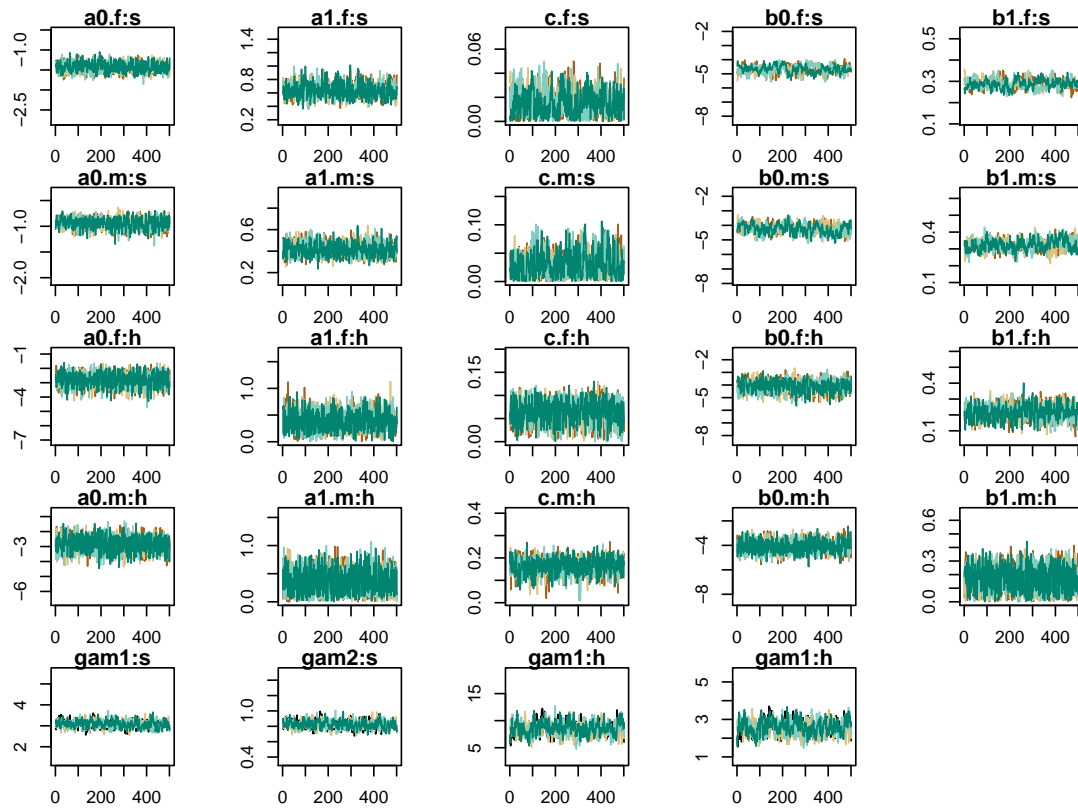 a0.f:s a1.f:s c.f:s b0.f:s b1.f:s
-1.0 -2.5 1.4 0.8 0.2 0.06 0.00 -2 -5 -8 0.5 0.3 0.1
0 200 400 0 200 400 0 200 400 0 200 400 0 200 400
a0.m:s a1.m:s c.m:s b0.m:s b1.m:s
-1.0 -2.0 0.6 0.2 0.10 0.00 -2 -5 -8 0.4 0.1
0 200 400 0 200 400 0 200 400 0 200 400 0 200 400
a0.f:h a1.f:h c.f:h b0.f:h b1.f:h
-1 -4 -7 1.0 0.0 0.15 0.00 -2 -5 -8 0.4 0.1
0 200 400 0 200 400 0 200 400 0 200 400 0 200 400
a0.m:h a1.m:h c.m:h b0.m:h b1.m:h
-3 -6 1.0 0.0 0.4 0.2 0.0 -4 -8 0.6 0.3 0.0
0 200 400 0 200 400 0 200 400 0 200 400 0 200 400
gam1:s gam2:s gam1:h gam1:h
4 2 1.0 0.4 15 5 5 3 1
0 200 400 0 200 400 0 200 400 0 200 400